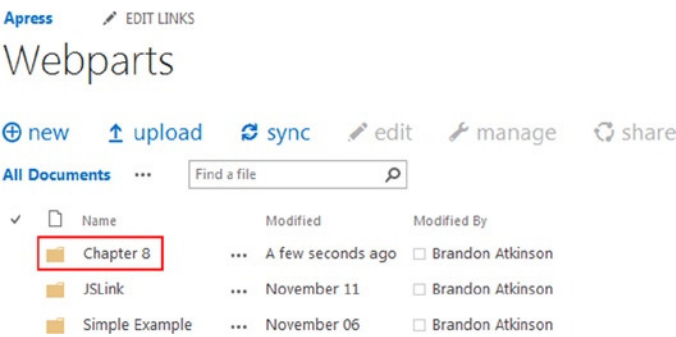 Apress EDIT LINKS
Webparts
new upload sync edit manage share
All Documents ... Find a file
Name Modified Modified By
Chapter 8 ... A few seconds ago Brandon Atkinson
JSLink ... November 11 Brandon Atkinson
Simple Example ... November 06 Brandon Atkinson